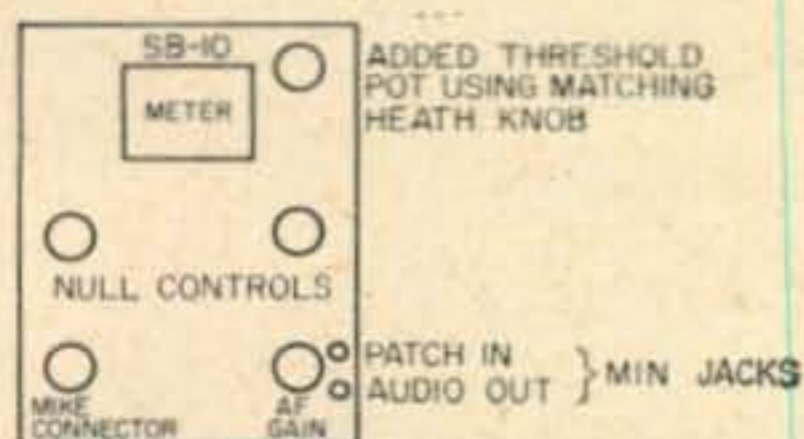 SB-10
METER
ADDED THRESHOLD
POT USING MATCHING
HEATH KNOB
NULL CONTROLS
PATCH IN
AUDIO OUT
} MIN JACKS
MIKE
CONNECTOR
AF
GAIN